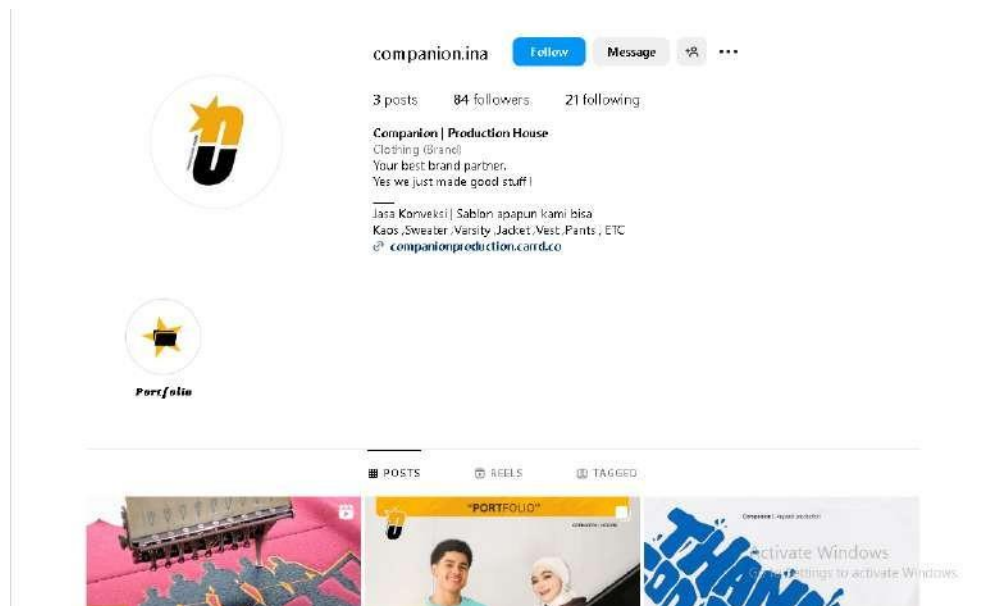 companion.ina Follow Message
3 posts 84 followers 21 following
Companion | Production House
Clothing (Brand)
Your best brand partner.
Yes we just made good stuff !
Jasa Konveksi | Sablon apapun kami bisa
Kaos ,Sweater ,Varsity ,Jacket ,Vest ,Pants , ETC
companionproduction.carrd.co
Portfolio
POSTS REELS TAGGED
"PORTFOLIO"
THANK
Activate Windows
Go to Settings to activate Windows.